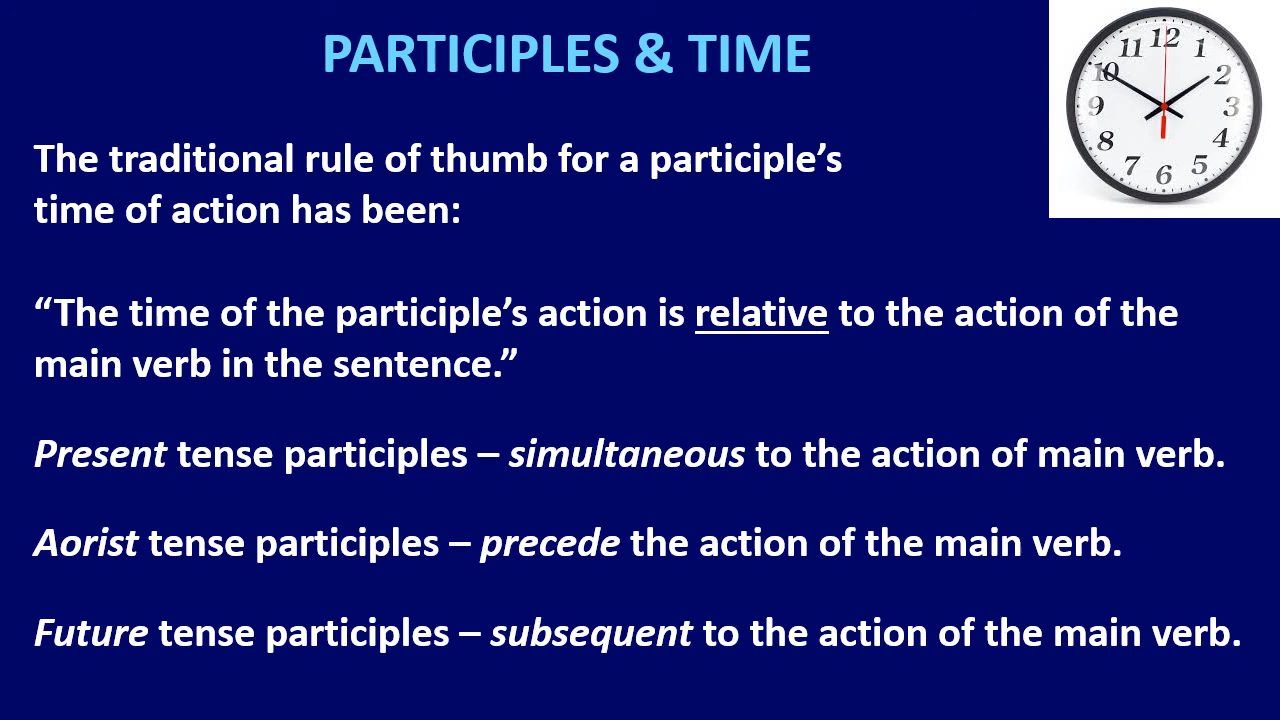 PARTICIPLES & TIME
The traditional rule of thumb for a participle’s
time of action has been:
“The time of the participle’s action is relative to the action of the
main verb in the sentence.”
Present tense participles – simultaneous to the action of main verb.
Aorist tense participles – precede the action of the main verb.
Future tense participles – subsequent to the action of the main verb.
12
1
2
3
4
5
6
7
8
9
10
11